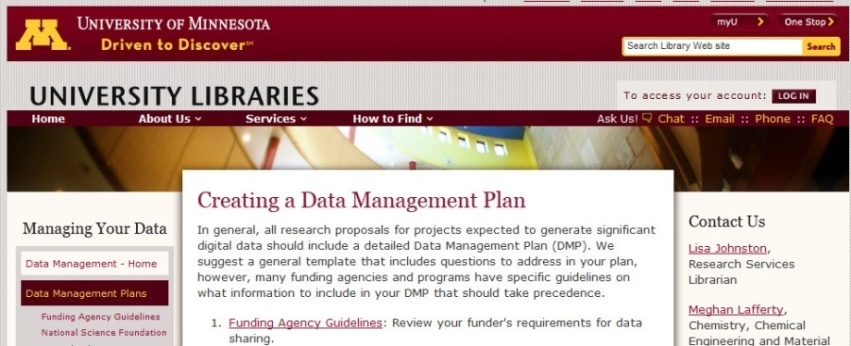 UNIVERSITY OF MINNESOTA
Driven to Discover℠
myU
One Stop
Search Library Web site
Search
UNIVERSITY LIBRARIES
To access your account: LOG IN
Home About Us Services How to Find
Ask Us! Chat :: Email :: Phone :: FAQ
Managing Your Data
Data Management - Home
Data Management Plans
Funding Agency Guidelines
National Science Foundation
Creating a Data Management Plan
In general, all research proposals for projects expected to generate significant
digital data should include a detailed Data Management Plan (DMP). We
suggest a general template that includes questions to address in your plan,
however, many funding agencies and programs have specific guidelines on
what information to include in your DMP that should take precedence.
1. Funding Agency Guidelines: Review your funder's requirements for data
sharing.
Contact Us
Lisa Johnston,
Research Services
Librarian
Meghan Lafferty,
Chemistry, Chemical
Engineering and Material